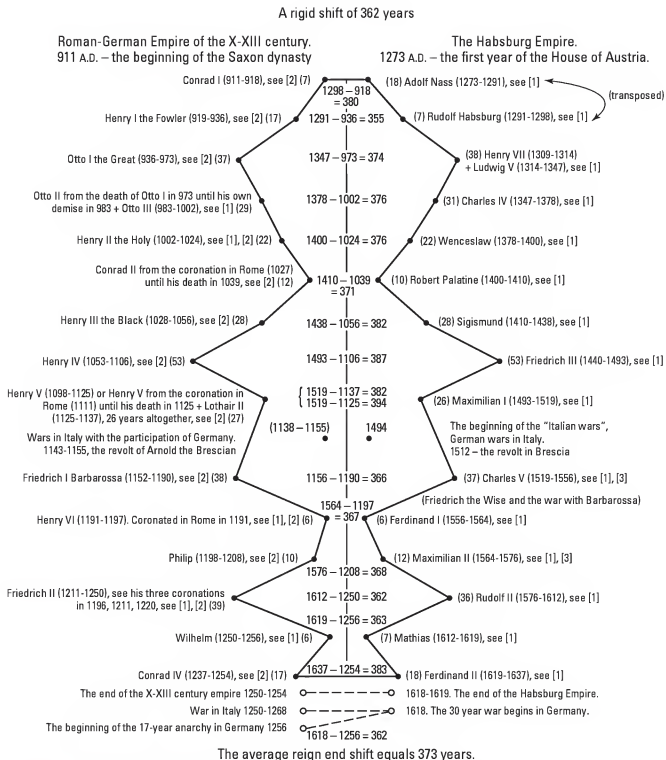 A rigid shift of 362 years
Roman-German Empire of the X-XIII century.
911 A.D. – the beginning of the Saxon dynasty
The Habsburg Empire.
1273 A.D. – the first year of the House of Austria.
Conrad I (911-918), see [2] (7)
1298 – 918
= 380
(18) Adolf Nass (1273-1291), see [1]
(transposed)
Henry I the Fowler (919-936), see [2] (17)
1291 – 936 = 355
(7) Rudolf Habsburg (1291-1298), see [1]
Otto I the Great (936-973), see [2] (37)
1347 – 973 = 374
(38) Henry VII (1309-1314)
+ Ludwig V (1314-1347), see [1]
Otto II from the death of Otto I in 973 until his own
demise in 983 + Otto III (983-1002), see [1] (29)
1378 – 1002 = 376
(31) Charles IV (1347-1378), see [1]
Henry II the Holy (1002-1024), see [1], [2] (22)
1400 – 1024 = 376
(22) Wenceslaw (1378-1400), see [1]
Conrad II from the coronation in Rome (1027)
until his death in 1039, see [2] (12)
1410 – 1039
= 371
(10) Robert Palatine (1400-1410), see [1]
Henry III the Black (1028-1056), see [2] (28)
1438 – 1056 = 382
(28) Sigismund (1410-1438), see [1]
Henry IV (1053-1106), see [2] (53)
1493 – 1106 = 387
(53) Friedrich III (1440-1493), see [1]
Henry V (1098-1125) or Henry V from the coronation in
Rome (1111) until his death in 1125 + Lothair II
(1125-1137), 26 years altogether, see [2] (27)
{ 1519 – 1137 = 382
1519 – 1125 = 394
(26) Maximilian I (1493-1519), see [1]
Wars in Italy with the participation of Germany.
1143-1155, the revolt of Arnold the Brescian
(1138 – 1155)
1494
The beginning of the "Italian wars",
German wars in Italy.
1512 – the revolt in Brescia
Friedrich I Barbarossa (1152-1190), see [2] (38)
1156 – 1190 = 366
(37) Charles V (1519-1556), see [1], [3]
(Friedrich the Wise and the war with Barbarossa)
Henry VI (1191-1197). Coronated in Rome in 1191, see [1], [2] (6)
1564 – 1197
= 367
(6) Ferdinand I (1556-1564), see [1]
Philip (1198-1208), see [2] (10)
1576 – 1208 = 368
(12) Maximilian II (1564-1576), see [1], [3]
Friedrich II (1211-1250), see his three coronations
in 1196, 1211, 1220, see [1], [2] (39)
1612 – 1250 = 362
(36) Rudolf II (1576-1612), see [1]
1619 – 1256 = 363
Wilhelm (1250-1256), see [1] (6)
(7) Mathias (1612-1619), see [1]
Conrad IV (1237-1254), see [2] (17)
1637 – 1254 = 383
(18) Ferdinand II (1619-1637), see [1]
The end of the X-XIII century empire 1250-1254
1618-1619. The end of the Habsburg Empire.
War in Italy 1250-1268
1618. The 30 year war begins in Germany.
The beginning of the 17-year anarchy in Germany 1256
1618 – 1256 = 362
The average reign end shift equals 373 years.